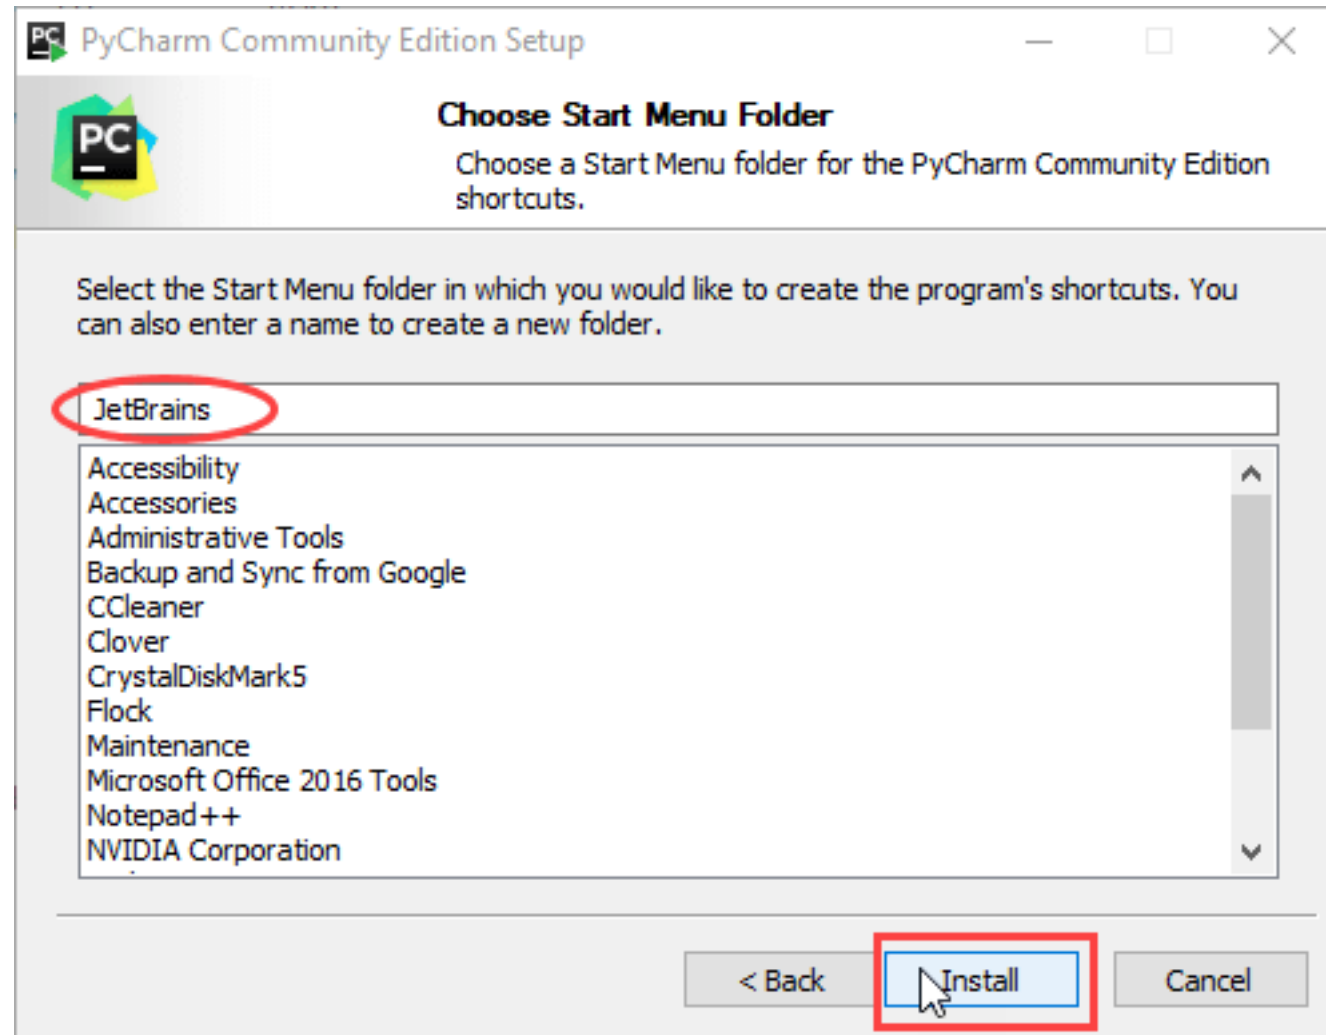 PyCharm Community Edition Setup
PC
Choose Start Menu Folder
Choose a Start Menu folder for the PyCharm Community Edition
shortcuts.
Select the Start Menu folder in which you would like to create the program's shortcuts. You
can also enter a name to create a new folder.
JetBrains
Accessibility
Accessories
Administrative Tools
Backup and Sync from Google
CCleaner
Clover
CrystalDiskMark5
Flock
Maintenance
Microsoft Office 2016 Tools
Notepad++
NVIDIA Corporation
< Back
Install
Cancel